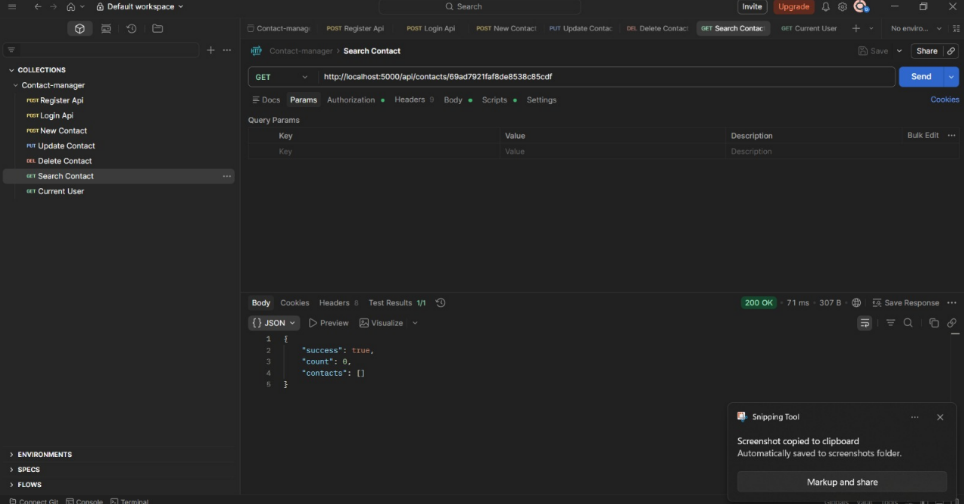 Default workspace
Search
Invite
Upgrade
Contact-manag
POST Register Api
POST Login Api
POST New Contact
PUT Update Contac
DEL Delete Contact
GET Search Contac
GET Current User
No enviro...
Contact-manager > Search Contact
Save
Share
COLLECTIONS
Contact-manager
POST Register Api
POST Login Api
POST New Contact
PUT Update Contact
DEL Delete Contact
GET Search Contact
GET Current User
GET
http://localhost:5000/api/contacts/69ad7921faf8de8538c85cdf
Send
Docs Params Authorization Headers 9 Body Scripts Settings
Cookies
Query Params
Key Value Description Bulk Edit
Key Value Description
Body Cookies Headers 8 Test Results 1/1
200 OK · 71 ms · 307 B
Save Response
{} JSON Preview Visualize
1 {
2 "success": true,
3 "count": 0,
4 "contacts": []
5 }
Snipping Tool
Screenshot copied to clipboard
Automatically saved to screenshots folder.
Markup and share
ENVIRONMENTS
SPECS
FLOWS
Connect Git Console Terminal